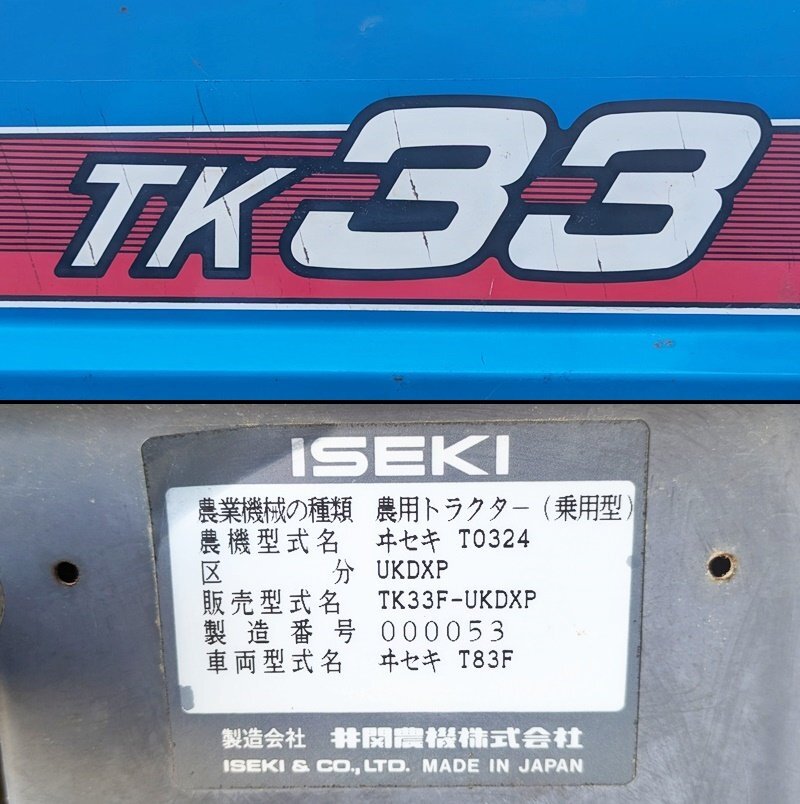 TK33
ISEKI
農業機械の種類 農用トラクター(乗用型)
農機型式名 ヰセキ T0324
区分 UKDXP
販売型式名 TK33F-UKDXP
製造番号 000053
車両型式名 ヰセキ T83F
製造会社 井関農機株式会社
ISEKI & CO., LTD. MADE IN JAPAN